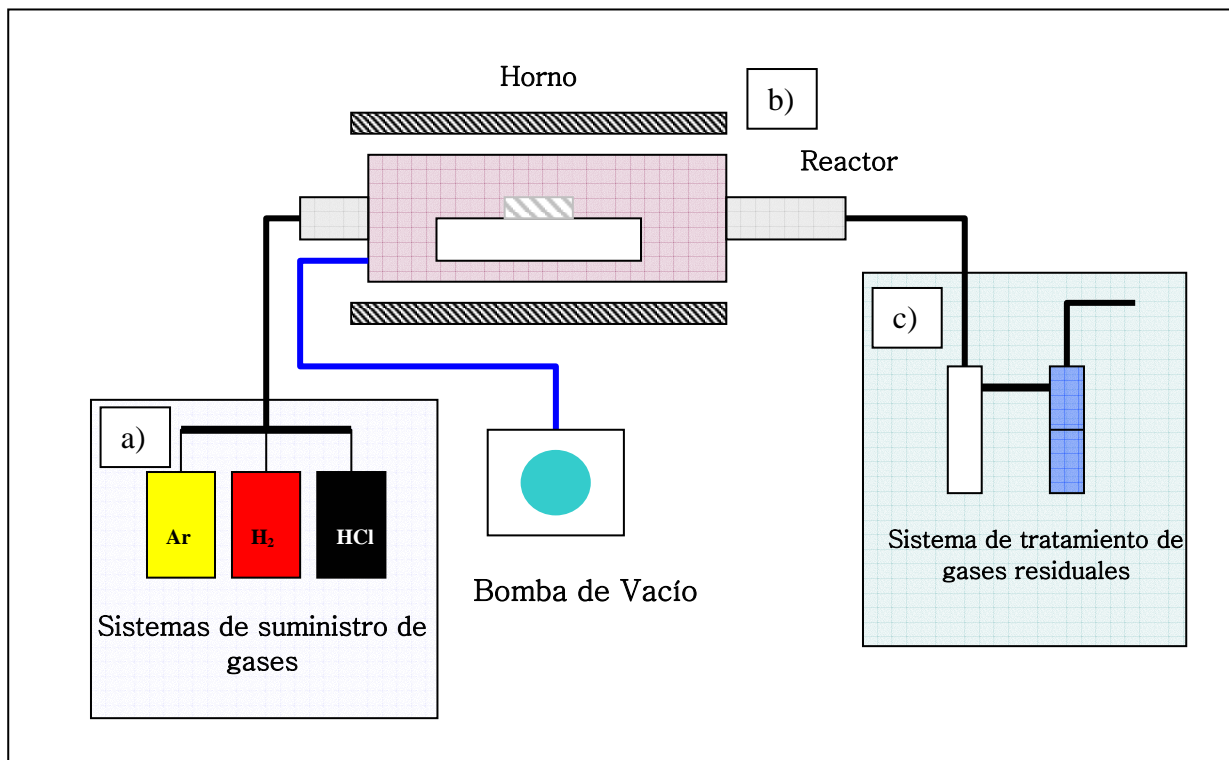 Horno
b)
Reactor
c)
a)
Ar
H₂
HCl
Sistema de tratamiento de
gases residuales
Bomba de Vacío
Sistemas de suministro de
gases